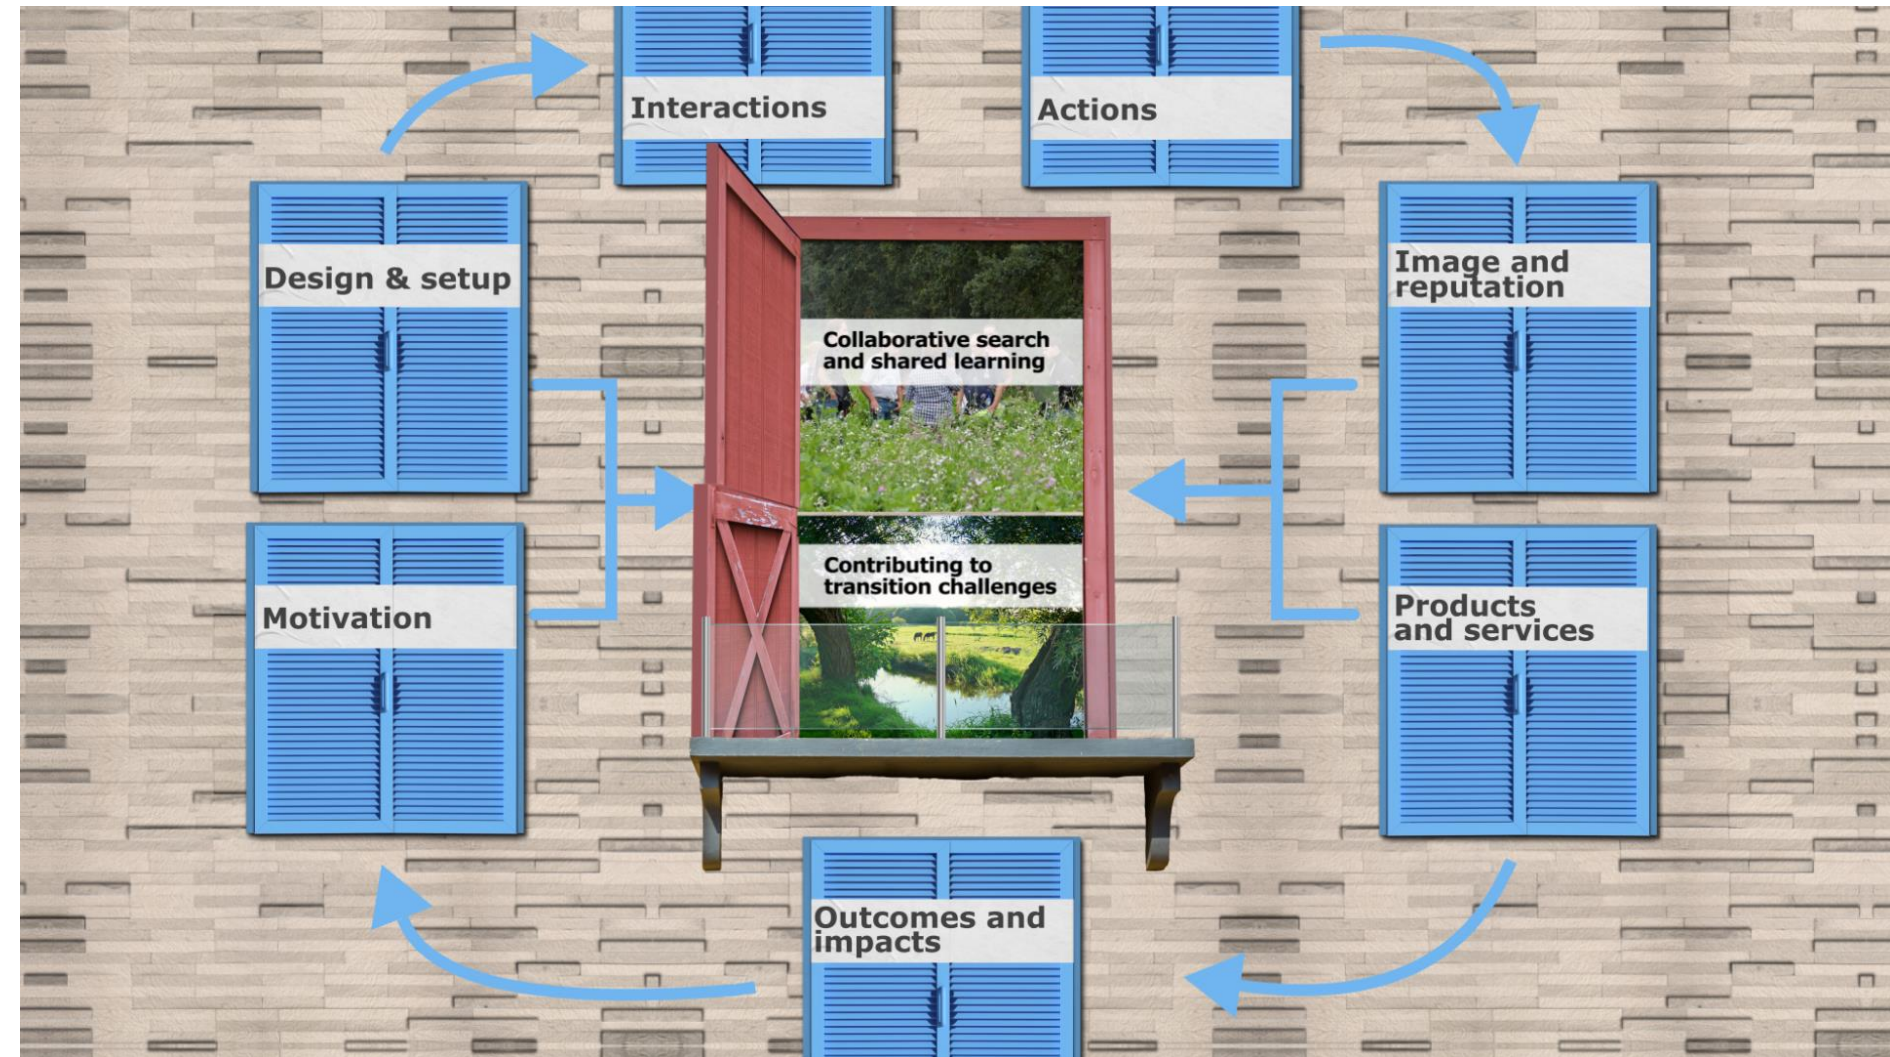 Interactions
Actions
Design & setup
Image and
reputation
Collaborative search
and shared learning
Contributing to
transition challenges
Motivation
Products
and services
Outcomes and
impacts